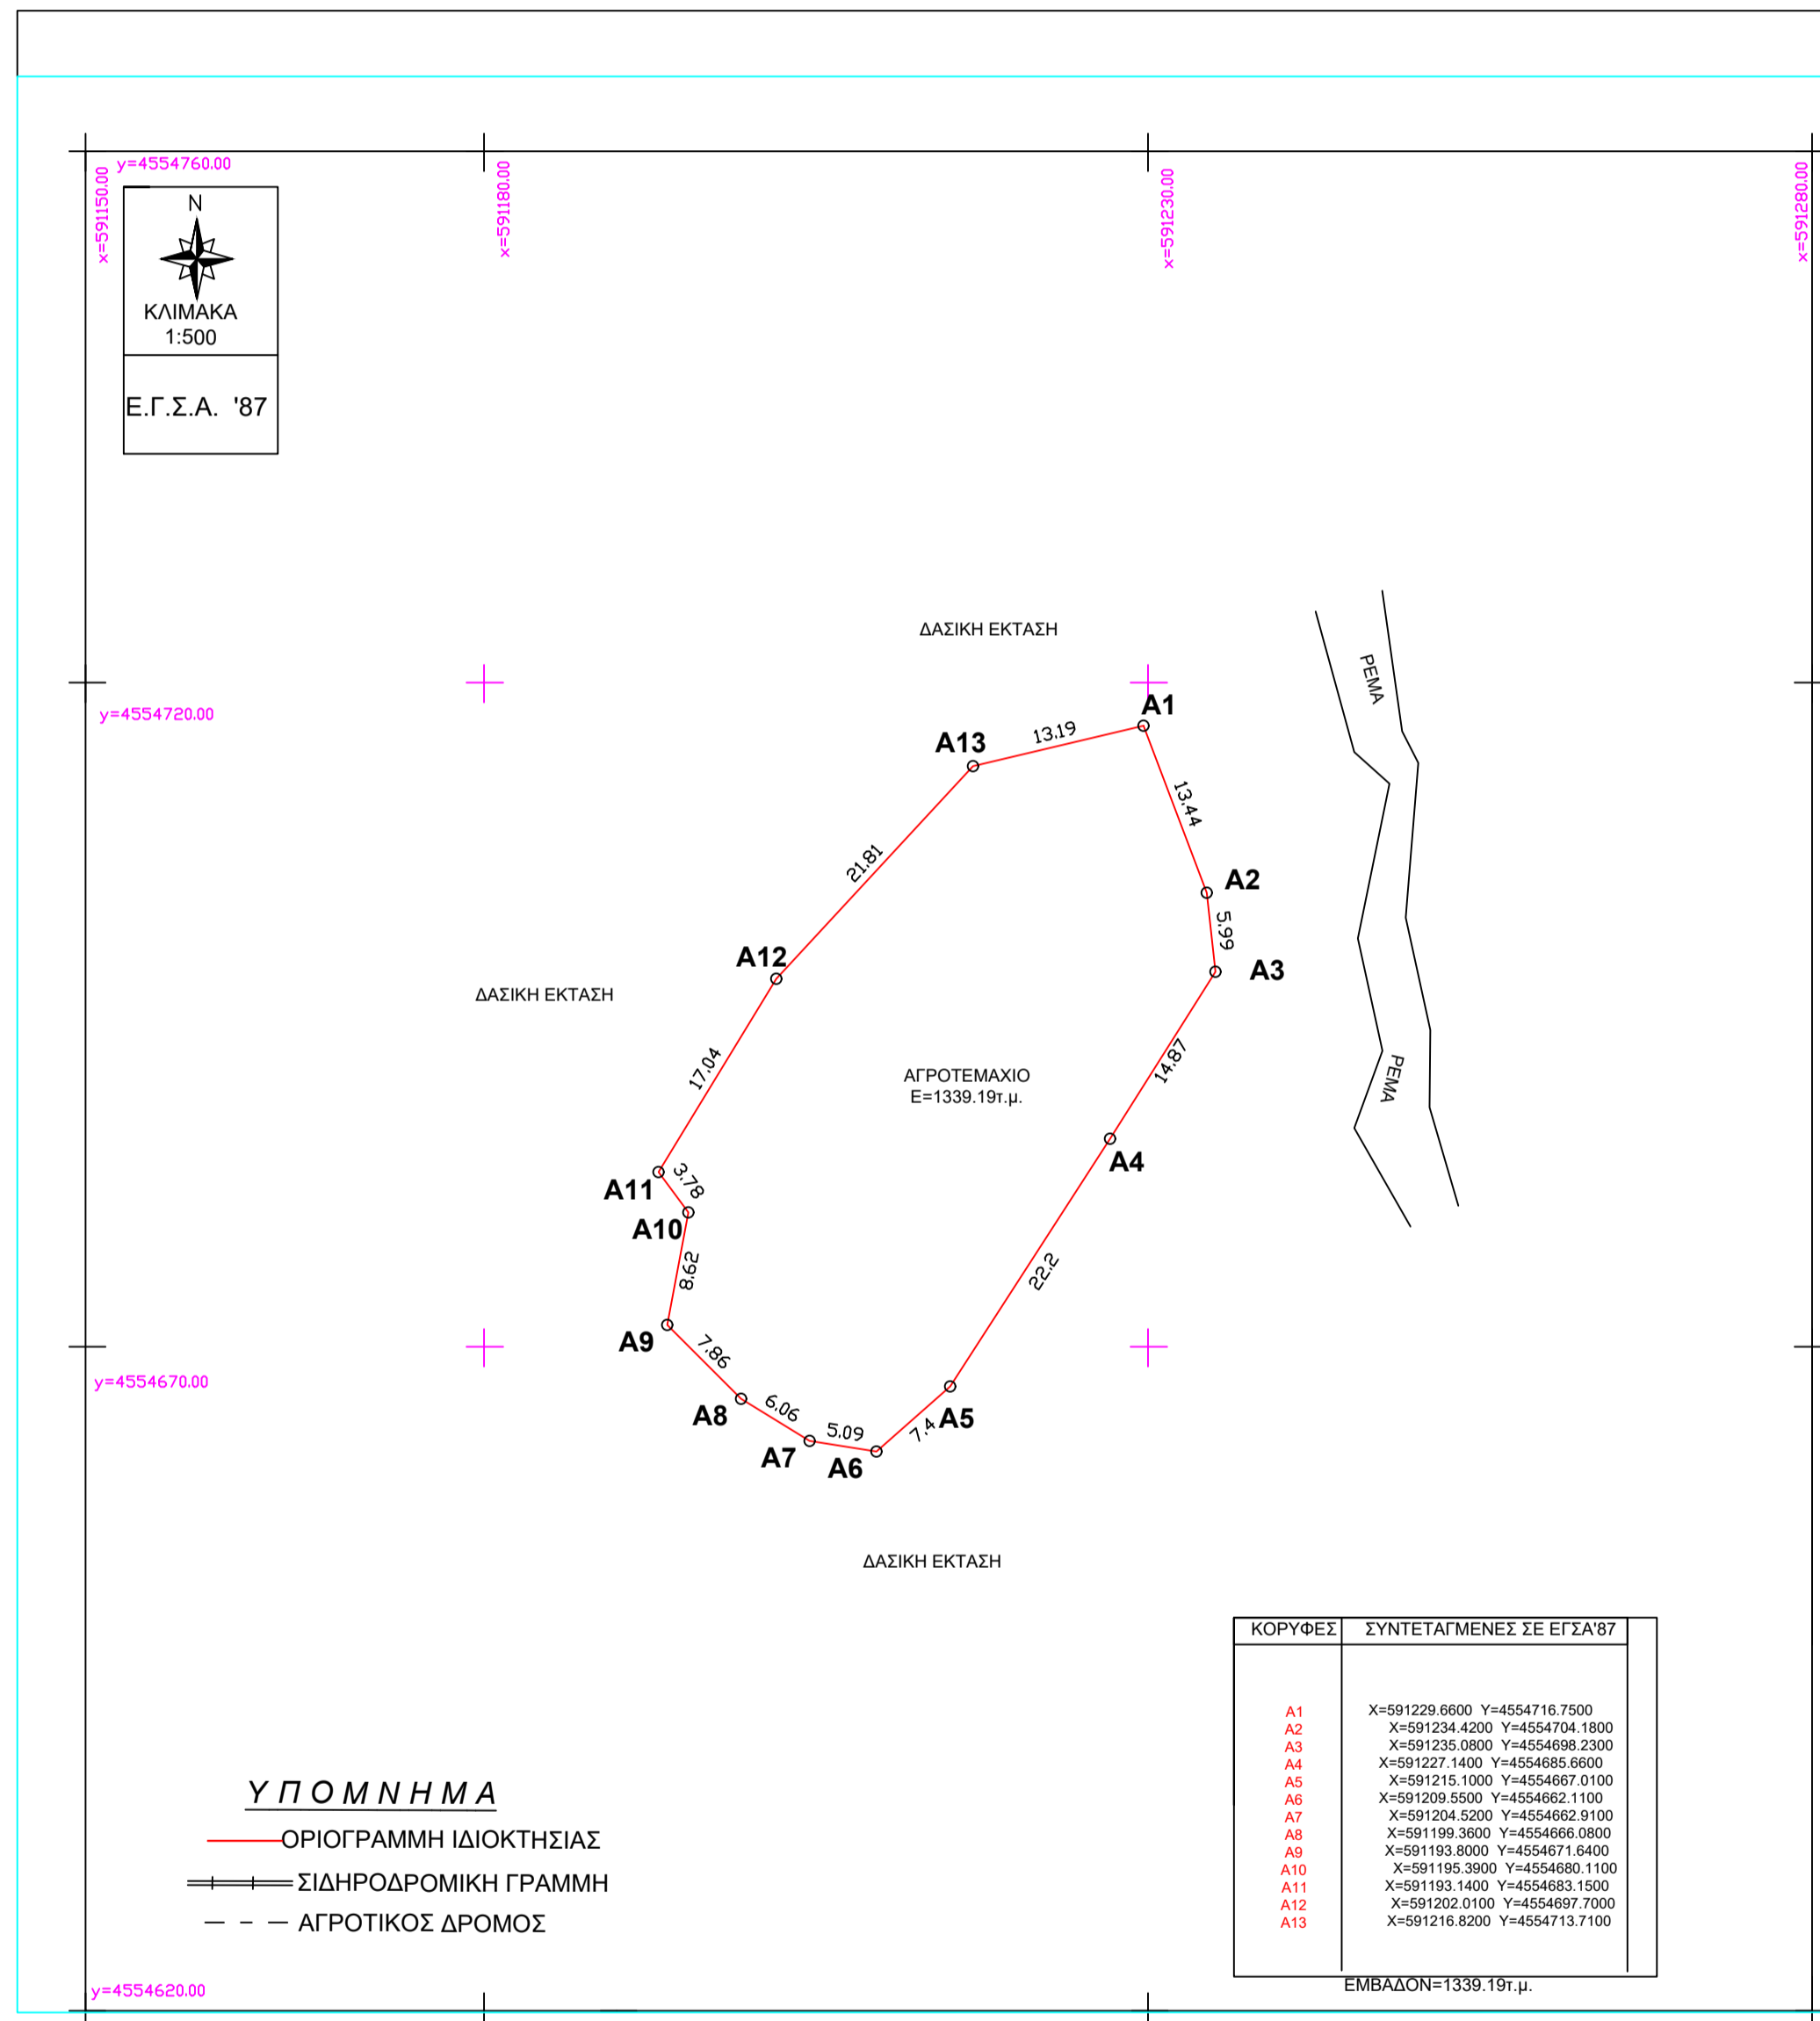 y=4554760.00
x=591150.00
x=591180.00
x=591230.00
x=591280.00
N
ΚΛΙΜΑΚΑ
1:500
Ε.Γ.Σ.Α. '87
ΔΑΣΙΚΗ ΕΚΤΑΣΗ
ΡΕΜΑ
y=4554720.00
A1
13.19
A13
13.44
21.81
A2
5.99
A12
A3
ΔΑΣΙΚΗ ΕΚΤΑΣΗ
17.04
14.87
ΑΓΡΟΤΕΜΑΧΙΟ
Ε=1339.19τ.μ.
ΡΕΜΑ
A4
3.78
A11
A10
8.62
22.2
A9
7.86
y=4554670.00
A8
6.06
A5
7.4
5.09
A7
A6
ΔΑΣΙΚΗ ΕΚΤΑΣΗ
ΚΟΡΥΦΕΣ ΣΥΝΤΕΤΑΓΜΕΝΕΣ ΣΕ ΕΓΣΑ'87
A1 X=591229.6600 Y=4554716.7500
A2 X=591234.4200 Y=4554704.1800
A3 X=591235.0800 Y=4554698.2300
A4 X=591227.1400 Y=4554685.6600
A5 X=591215.1000 Y=4554667.0100
A6 X=591209.5500 Y=4554662.1100
A7 X=591204.5200 Y=4554662.9100
A8 X=591199.3600 Y=4554666.0800
A9 X=591193.8000 Y=4554671.6400
A10 X=591195.3900 Y=4554680.1100
A11 X=591193.1400 Y=4554683.1500
A12 X=591202.0100 Y=4554697.7000
A13 X=591216.8200 Y=4554713.7100
ΕΜΒΑΔΟΝ=1339.19τ.μ.
Υ Π Ο Μ Ν Η Μ Α
ΟΡΙΟΓΡΑΜΜΗ ΙΔΙΟΚΤΗΣΙΑΣ
ΣΙΔΗΡΟΔΡΟΜΙΚΗ ΓΡΑΜΜΗ
ΑΓΡΟΤΙΚΟΣ ΔΡΟΜΟΣ
y=4554620.00